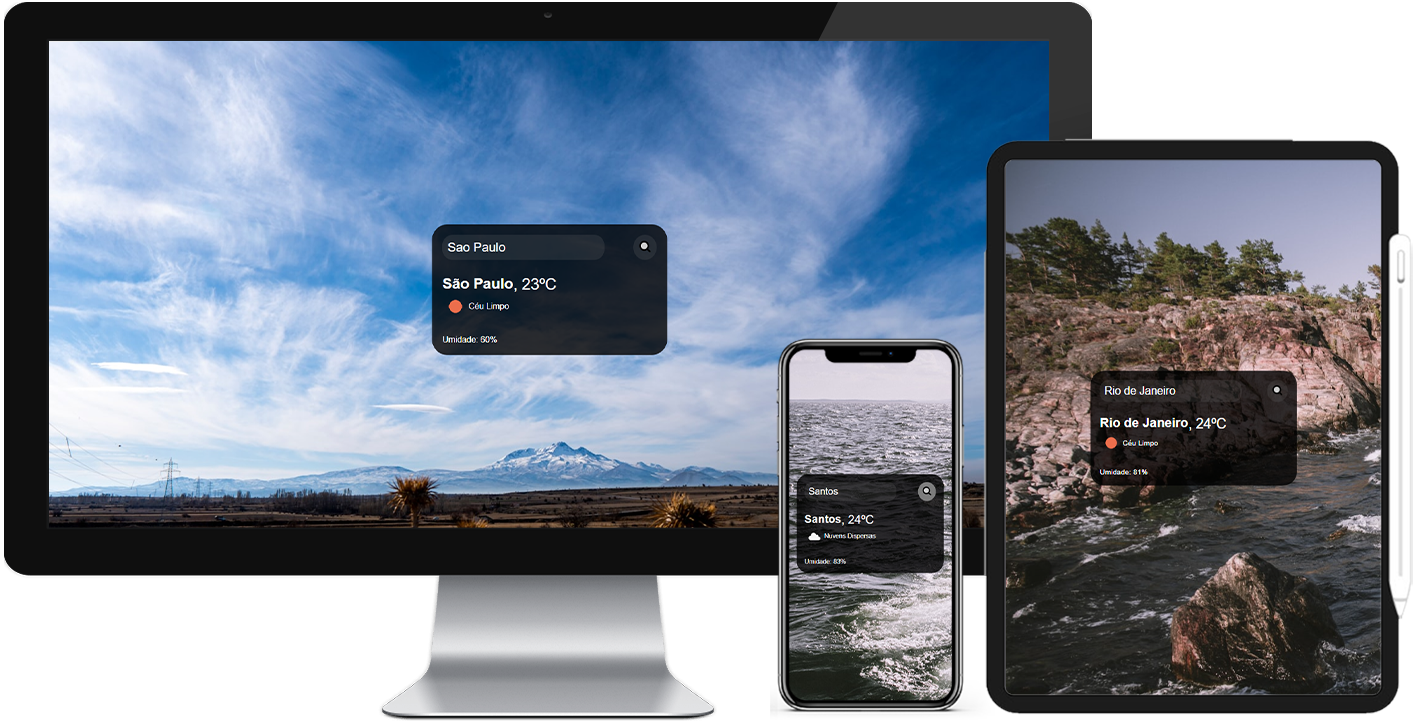 Sao Paulo
São Paulo, 23ºC
Céu Limpo
Umidade: 60%
Santos
Santos, 24ºC
Nuvens Dispersas
Umidade: 83%
Rio de Janeiro
Rio de Janeiro, 24ºC
Céu Limpo
Umidade: 81%